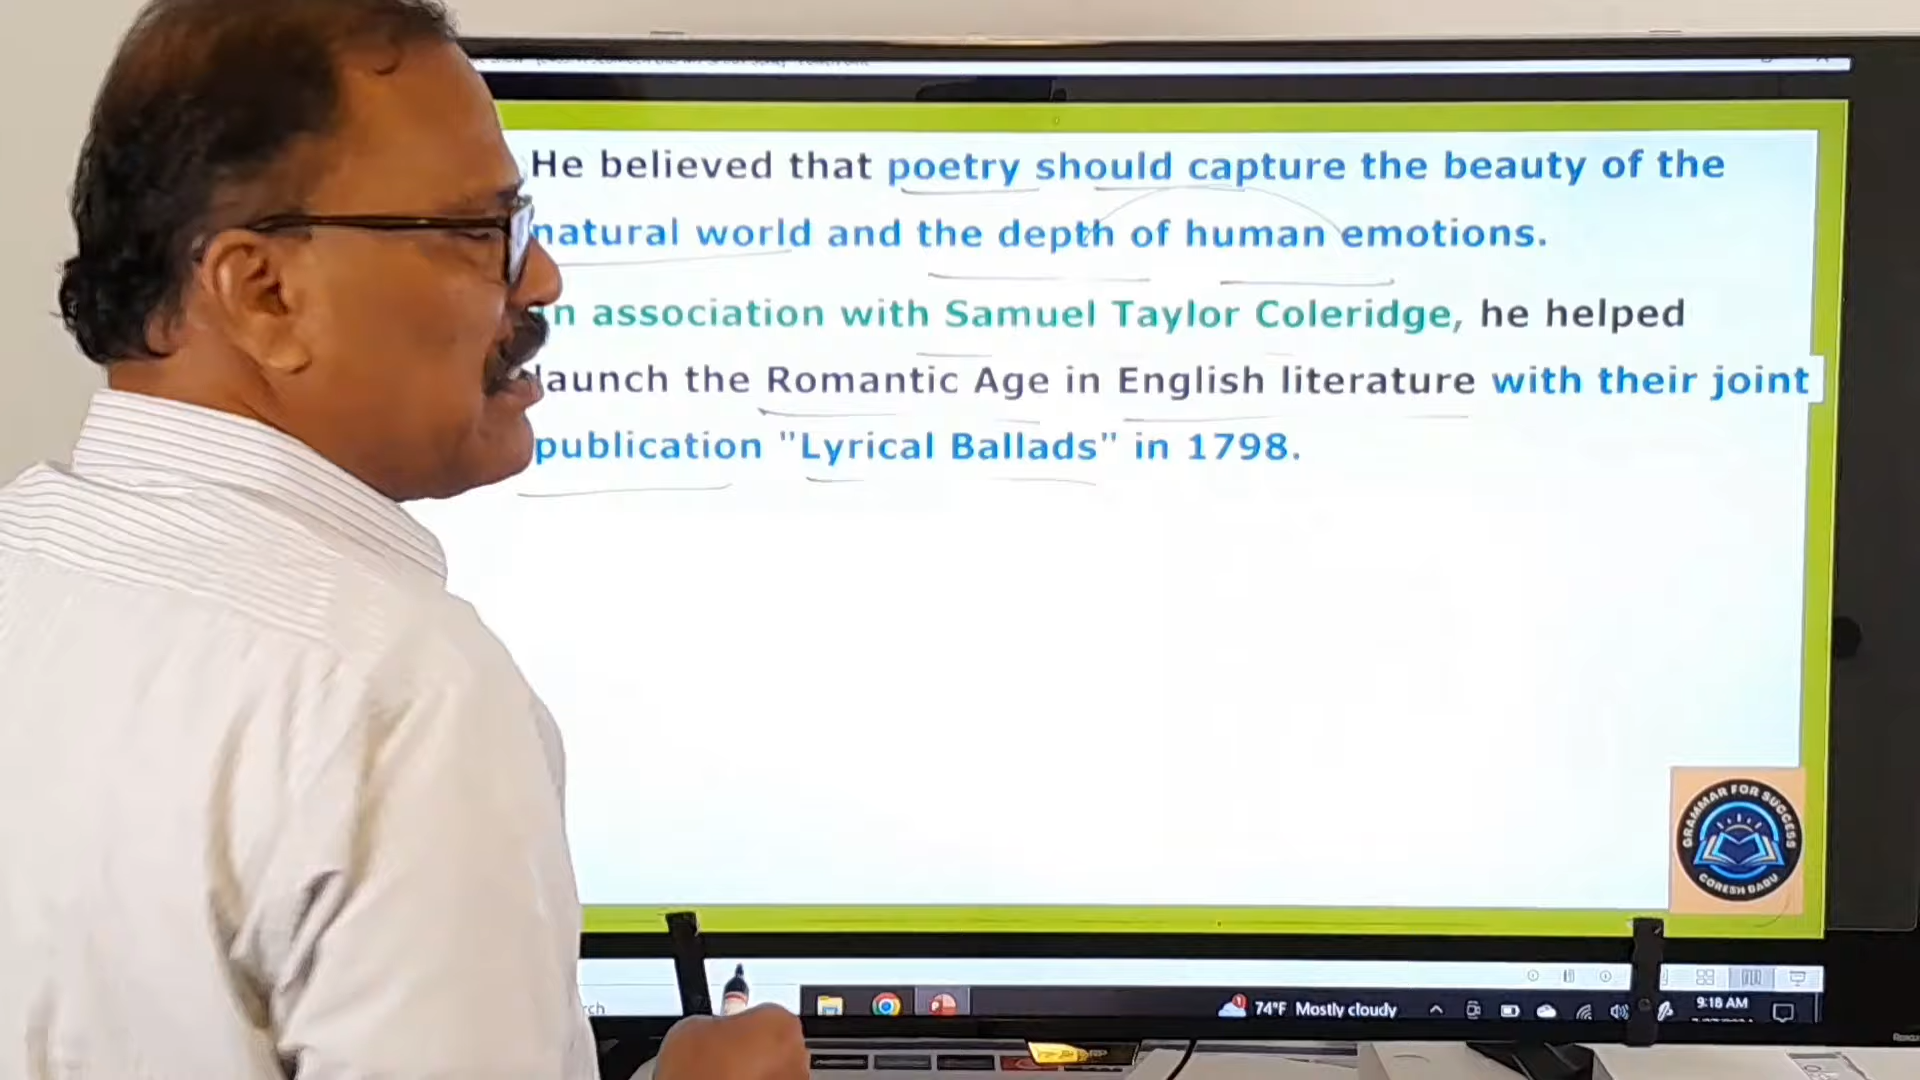 He believed that poetry should capture the beauty of the
natural world and the depth of human emotions.
In association with Samuel Taylor Coleridge, he helped
launch the Romantic Age in English literature with their joint
publication "Lyrical Ballads" in 1798.
GRAMMAR FOR SUCCESS
74°F Mostly cloudy
9:18 AM